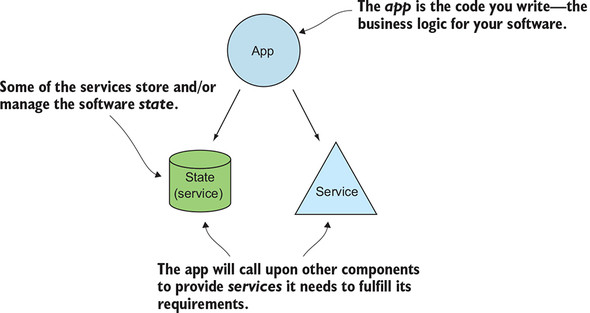 The app is the code you write—the
business logic for your software.
App
Some of the services store and/or
manage the software state.
State
(service)
Service
The app will call upon other components
to provide services it needs to fulfill its
requirements.